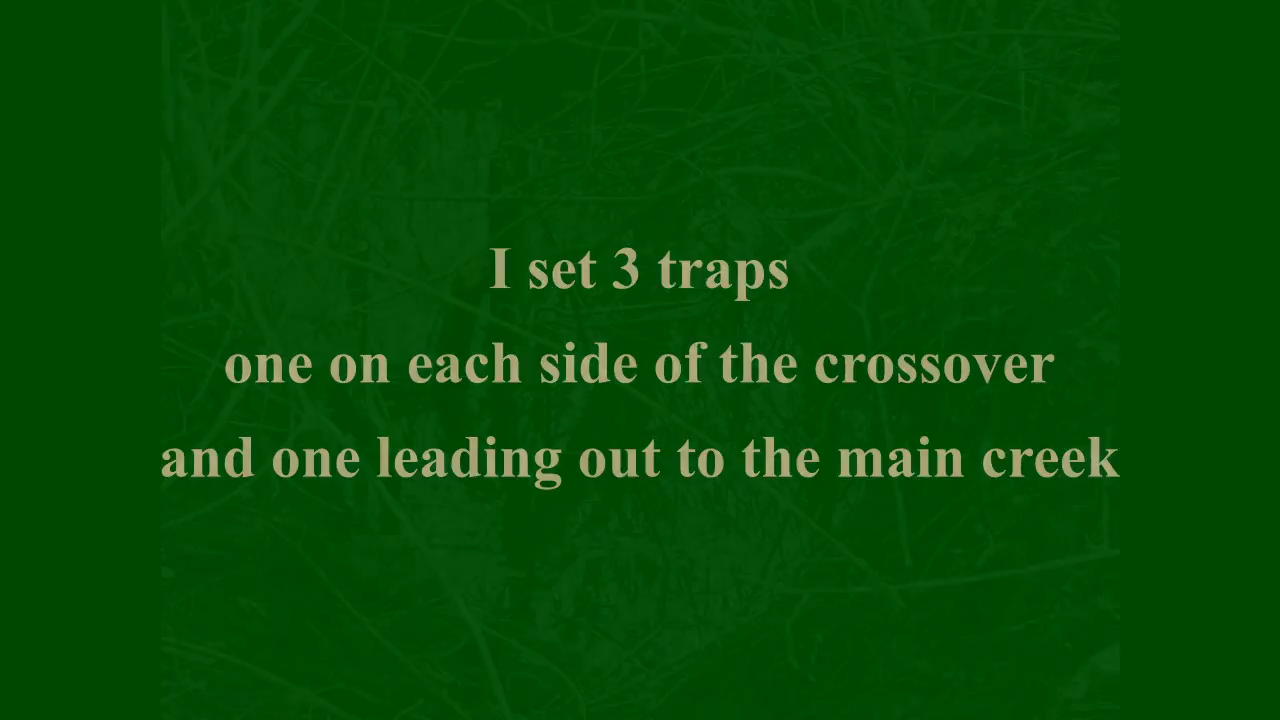 I set 3 traps
one on each side of the crossover
and one leading out to the main creek